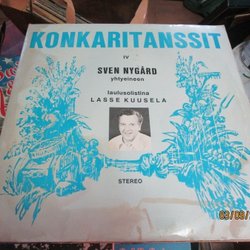 KONKARITANSSIT
IV
SVEN NYGÅRD
yhtyeineen
laulusolistina
LASSE KUUSELA
STEREO